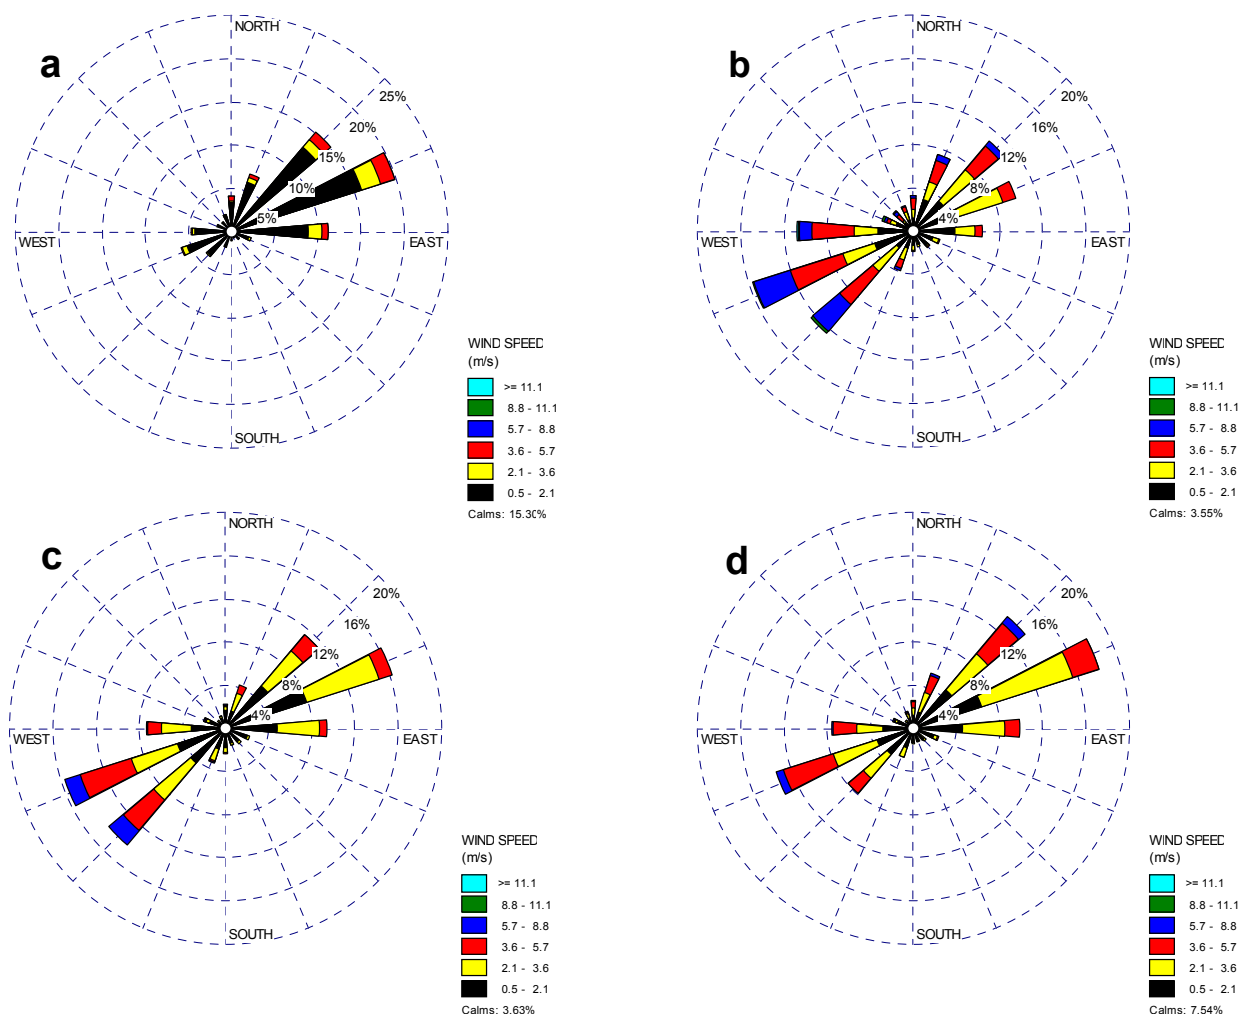 a
NORTH
25%
20%
15%
10%
5%
WEST
EAST
SOUTH
WIND SPEED
(m/s)
>= 11.1
8.8 - 11.1
5.7 - 8.8
3.6 - 5.7
2.1 - 3.6
0.5 - 2.1
Calms: 15.30%
b
NORTH
20%
16%
12%
8%
4%
WEST
EAST
SOUTH
WIND SPEED
(m/s)
>= 11.1
8.8 - 11.1
5.7 - 8.8
3.6 - 5.7
2.1 - 3.6
0.5 - 2.1
Calms: 3.55%
c
NORTH
20%
16%
12%
8%
4%
WEST
EAST
SOUTH
WIND SPEED
(m/s)
>= 11.1
8.8 - 11.1
5.7 - 8.8
3.6 - 5.7
2.1 - 3.6
0.5 - 2.1
Calms: 3.63%
d
NORTH
20%
16%
12%
8%
4%
WEST
EAST
SOUTH
WIND SPEED
(m/s)
>= 11.1
8.8 - 11.1
5.7 - 8.8
3.6 - 5.7
2.1 - 3.6
0.5 - 2.1
Calms: 7.54%